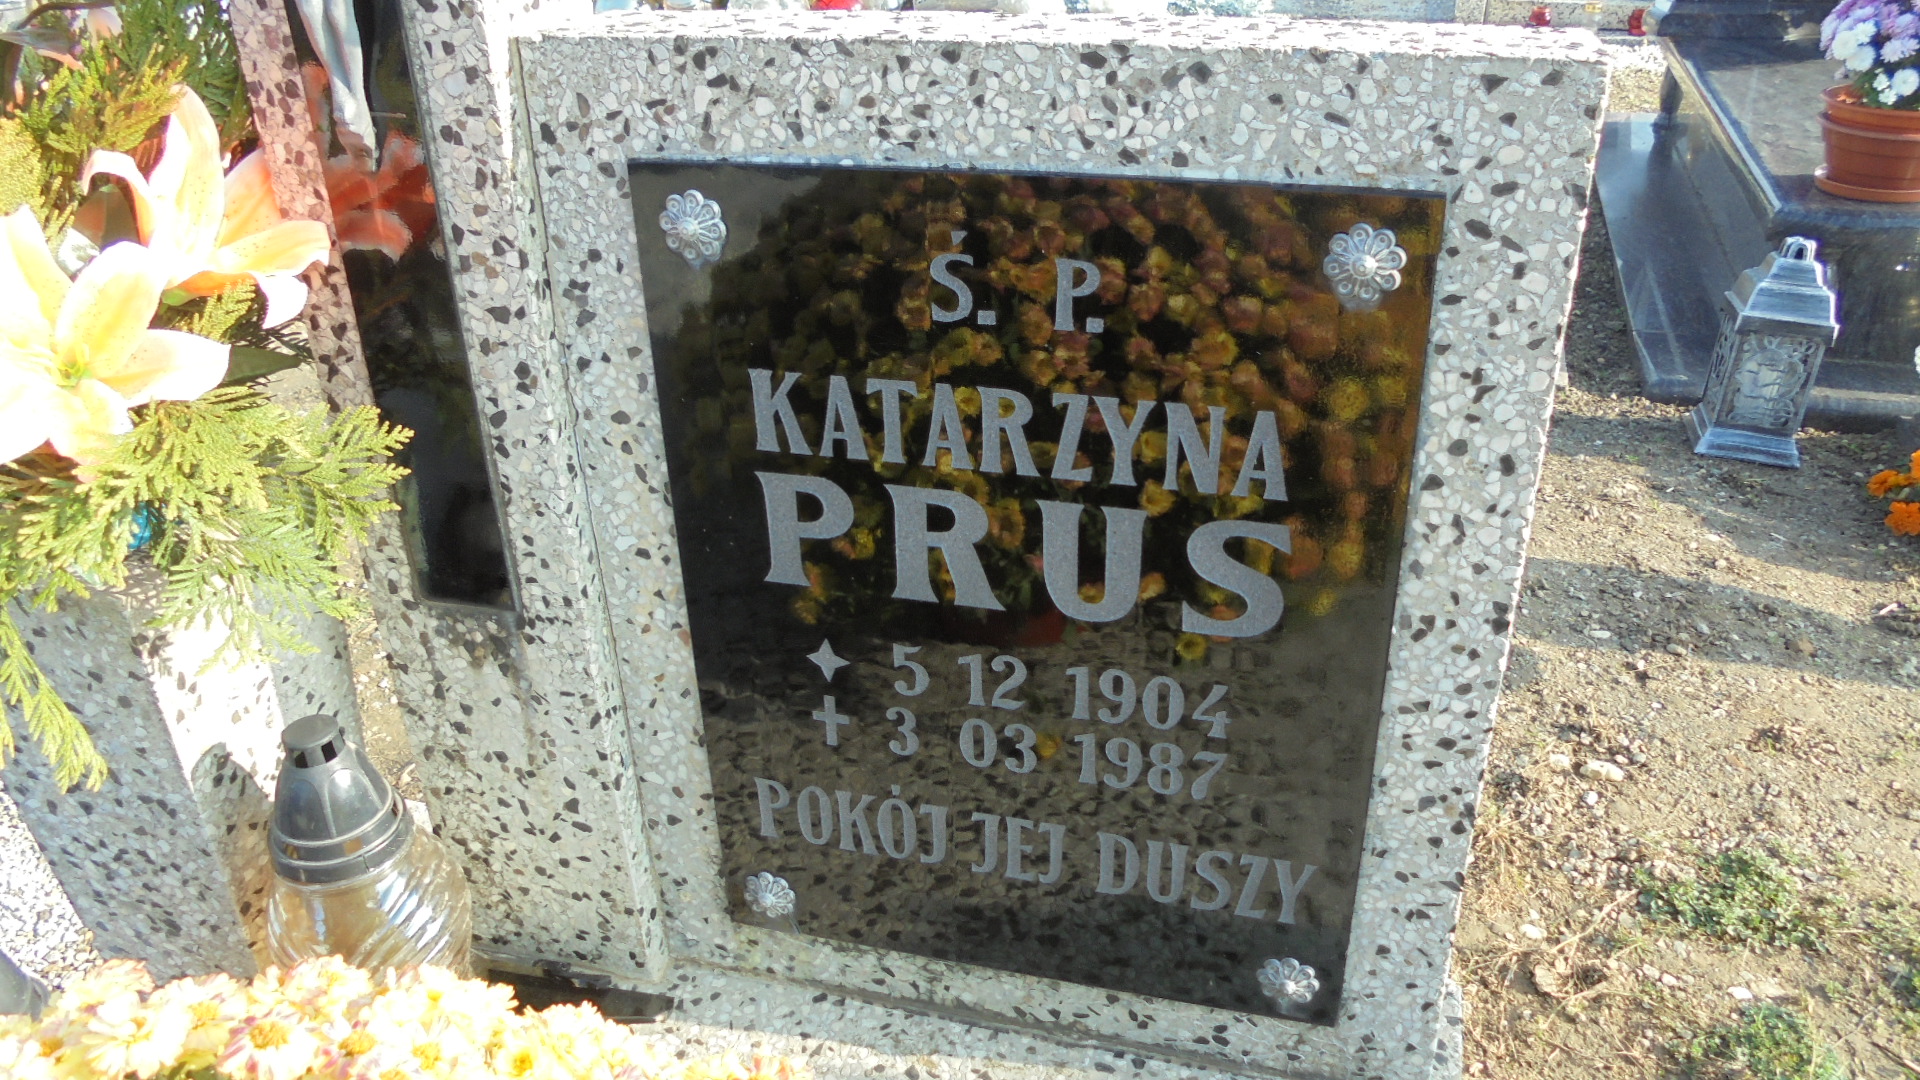 Ś. P.
KATARZYNA
PRUS
5 12 1904
3 03 1987
POKÓJ JEJ DUSZY